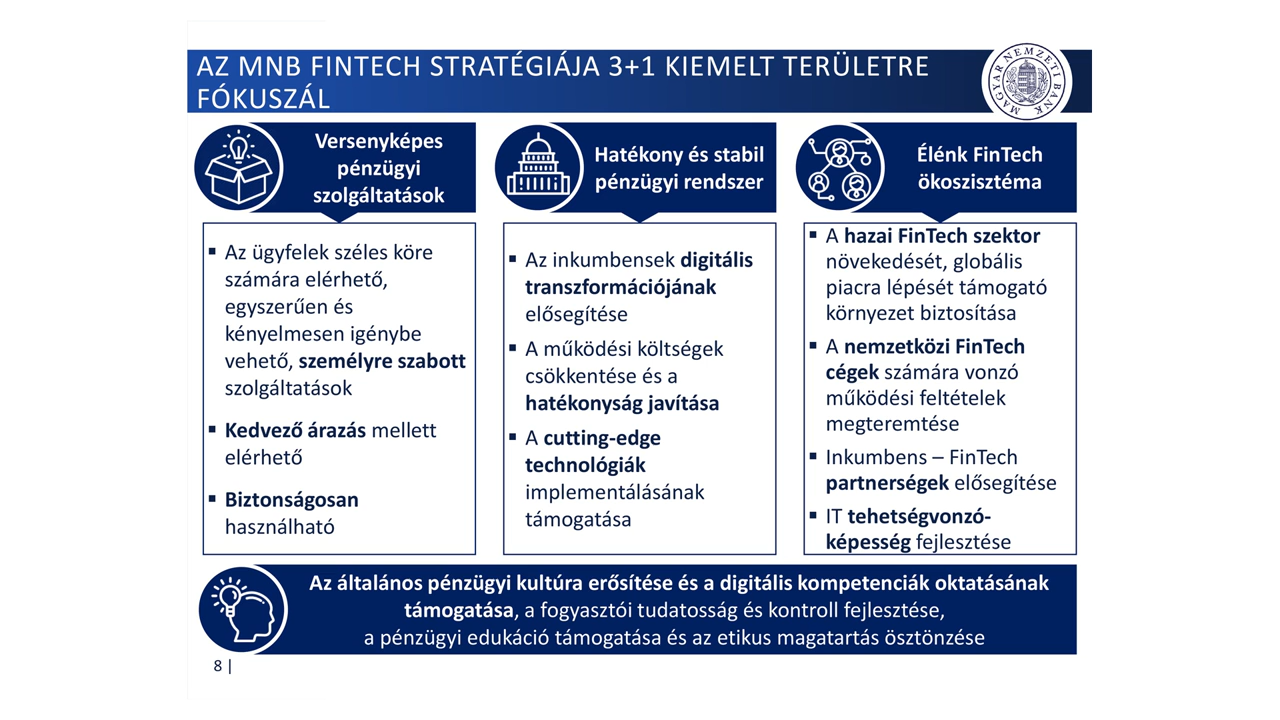 AZ MNB FINTECH STRATÉGIÁJA 3+1 KIEMELT TERÜLETRE
FÓKUSZÁL
MAGYAR NEMZETI BANK
Versenyképes
pénzügyi
szolgáltatások
▪ Az ügyfelek széles köre
számára elérhető,
egyszerűen és
kényelmesen igénybe
vehető, személyre szabott
szolgáltatások
▪ Kedvező árazás mellett
elérhető
▪ Biztonságosan
használható
Hatékony és stabil
pénzügyi rendszer
▪ Az inkumbensek digitális
transzformációjának
elősegítése
▪ A működési költségek
csökkentése és a
hatékonyság javítása
▪ A cutting-edge
technológiák
implementálásának
támogatása
Élénk FinTech
ökoszisztéma
▪ A hazai FinTech szektor
növekedését, globális
piacra lépését támogató
környezet biztosítása
▪ A nemzetközi FinTech
cégek számára vonzó
működési feltételek
megteremtése
▪ Inkumbens – FinTech
partnerségek elősegítése
▪ IT tehetségvonzó-
képesség fejlesztése
Az általános pénzügyi kultúra erősítése és a digitális kompetenciák oktatásának
támogatása, a fogyasztói tudatosság és kontroll fejlesztése,
a pénzügyi edukáció támogatása és az etikus magatartás ösztönzése
8 |